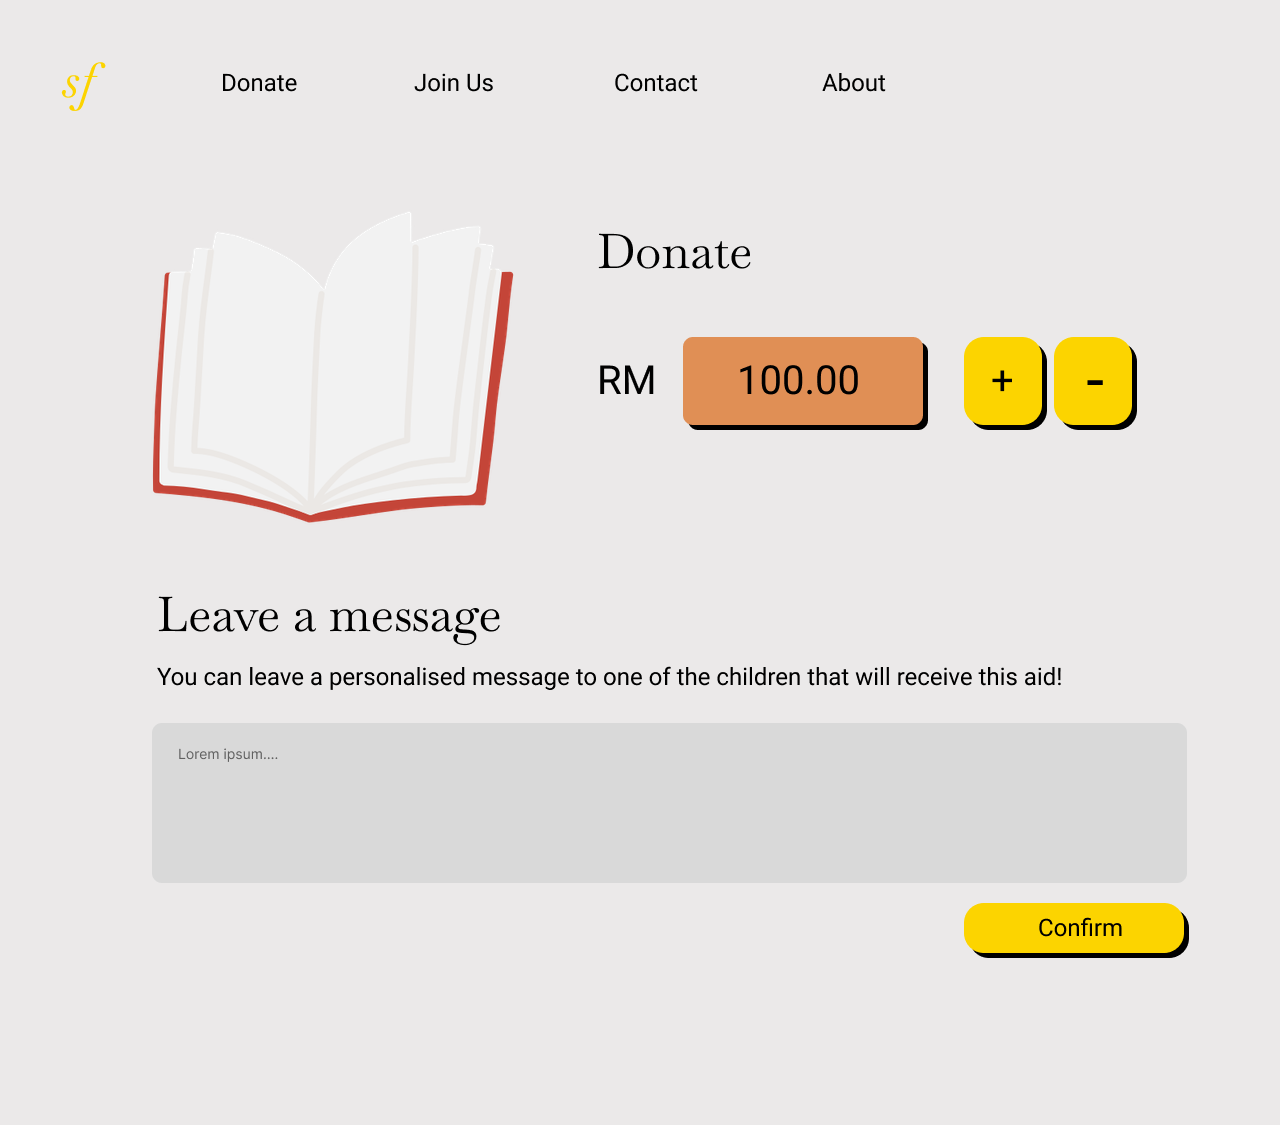 sf Donate Join Us Contact About
Donate
RM 100.00 + -
Leave a message
You can leave a personalised message to one of the children that will receive this aid!
Lorem ipsum....
Confirm